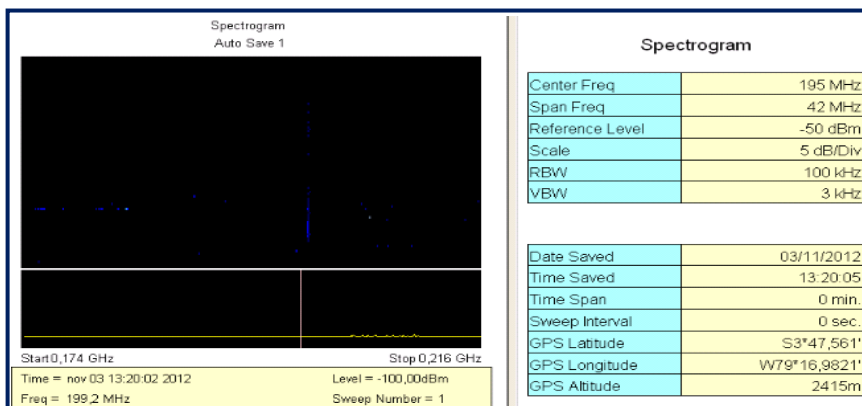 Spectrogram
Auto Save 1
Start0,174 GHz
Stop 0,216 GHz
Time = nov 03 13:20:02 2012
Level = -100,00dBm
Freq = 199,2 MHz
Sweep Number = 1
Spectrogram
Center Freq 195 MHz
Span Freq 42 MHz
Reference Level -50 dBm
Scale 5 dB/Div
RBW 100 kHz
VBW 3 kHz
Date Saved 03/11/2012
Time Saved 13:20:05
Time Span 0 min.
Sweep Interval 0 sec.
GPS Latitude S3°47,561'
GPS Longitude W79°16,9821'
GPS Altitude 2415m